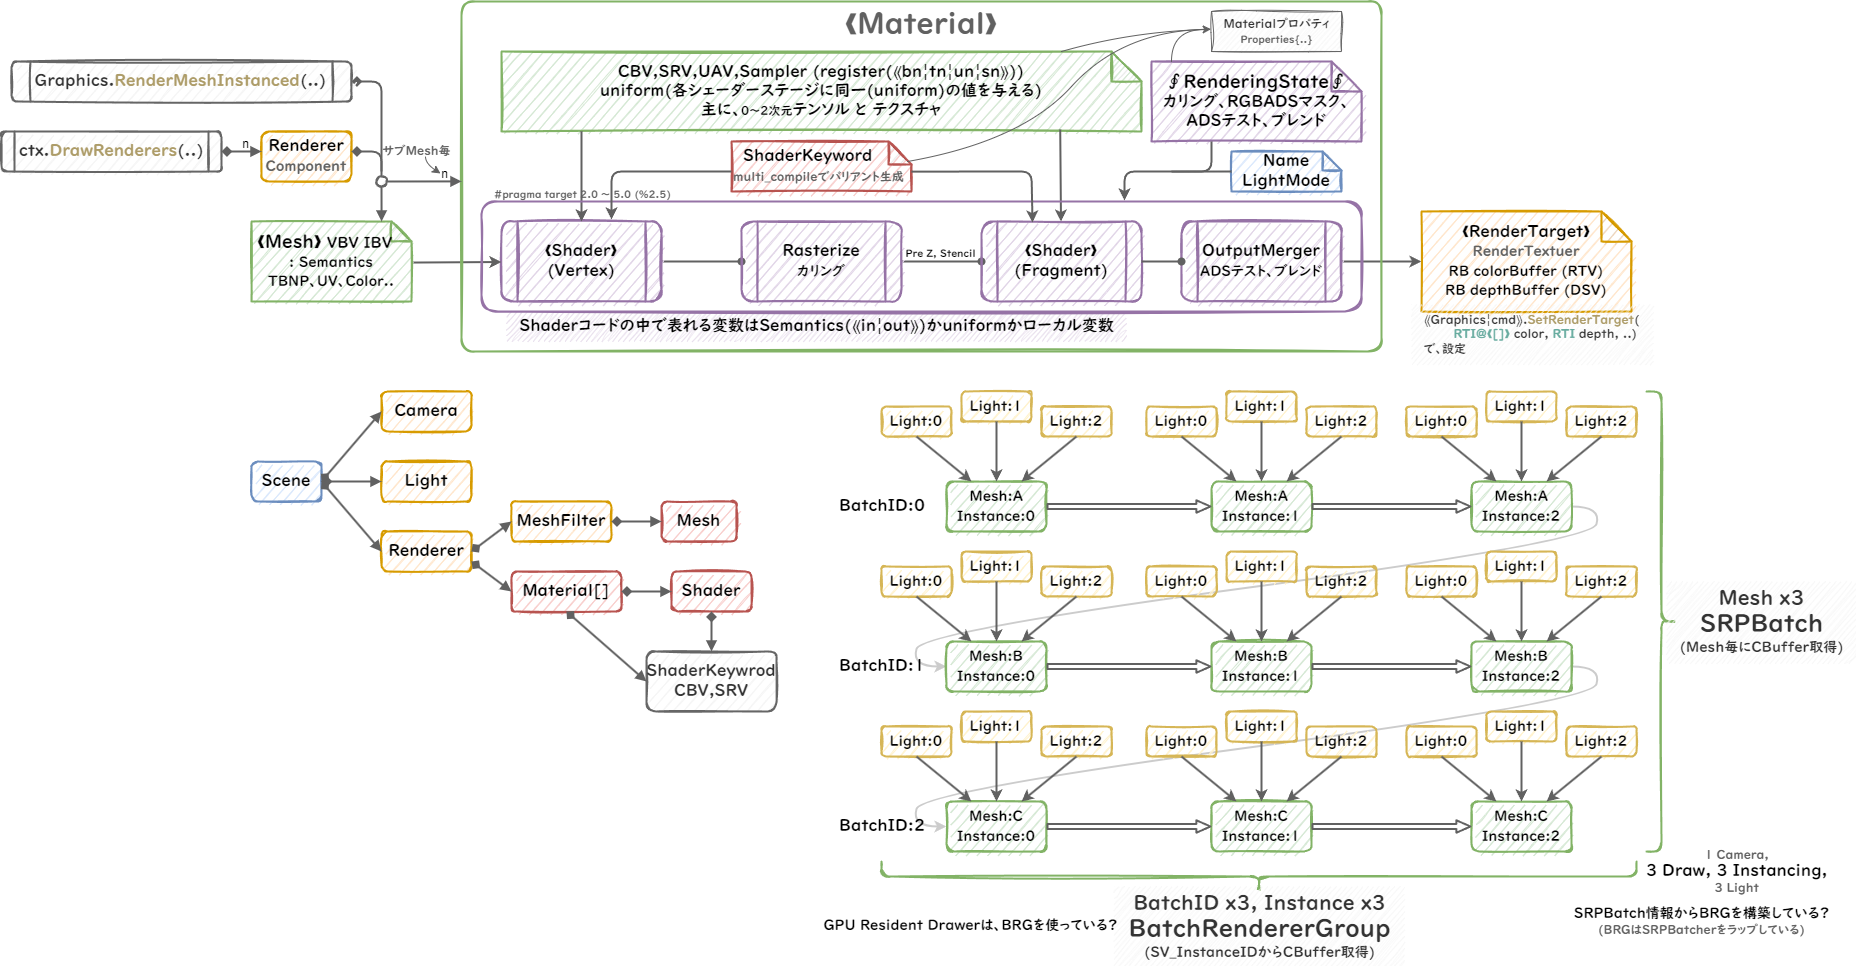 《Material》
Materialプロパティ
Properties{..}
Graphics.RenderMeshInstanced(..)
ctx.DrawRenderers(..)
n
Renderer
Component
サブMesh毎
n
CBV,SRV,UAV,Sampler (register(《bn¦tn¦un¦sn》))
uniform(各シェーダーステージに同一(uniform)の値を与える)
主に、0〜2次元テンソル と テクスチャ
∮RenderingState∮
カリング、RGBADSマスク、
ADSテスト、ブレンド
ShaderKeyword
multi_compileでバリアント生成
Name
LightMode
#pragma target 2.0 〜 5.0 (%2.5)
《Mesh》 VBV IBV
: Semantics
TBNP、UV、Color..
《Shader》
(Vertex)
Rasterize
カリング
Pre Z, Stencil
《Shader》
(Fragment)
OutputMerger
ADSテスト、ブレンド
Shaderコードの中で表れる変数はSemantics(《in¦out》)かuniformかローカル変数
《RenderTarget》
RenderTextuer
RB colorBuffer (RTV)
RB depthBuffer (DSV)
《Graphics¦cmd》.SetRenderTarget(
RTI@《[]》 color, RTI depth, ..)
で、設定
Scene
Camera
Light
Renderer
MeshFilter
Mesh
Material[]
Shader
ShaderKeywrod
CBV,SRV
Light:0
Light:1
Light:2
Light:0
Light:1
Light:2
Light:0
Light:1
Light:2
BatchID:0
Mesh:A
Instance:0
Mesh:A
Instance:1
Mesh:A
Instance:2
Light:0
Light:1
Light:2
Light:0
Light:1
Light:2
Light:0
Light:1
Light:2
BatchID:1
Mesh:B
Instance:0
Mesh:B
Instance:1
Mesh:B
Instance:2
Light:0
Light:1
Light:2
Light:0
Light:1
Light:2
Light:0
Light:1
Light:2
BatchID:2
Mesh:C
Instance:0
Mesh:C
Instance:1
Mesh:C
Instance:2
Mesh x3
SRPBatch
(Mesh毎にCBuffer取得)
1 Camera,
3 Draw, 3 Instancing,
3 Light
GPU Resident Drawerは、BRGを使っている?
BatchID x3, Instance x3
BatchRendererGroup
(SV_InstanceIDからCBuffer取得)
SRPBatch情報からBRGを構築している?
(BRGはSRPBatcherをラップしている)